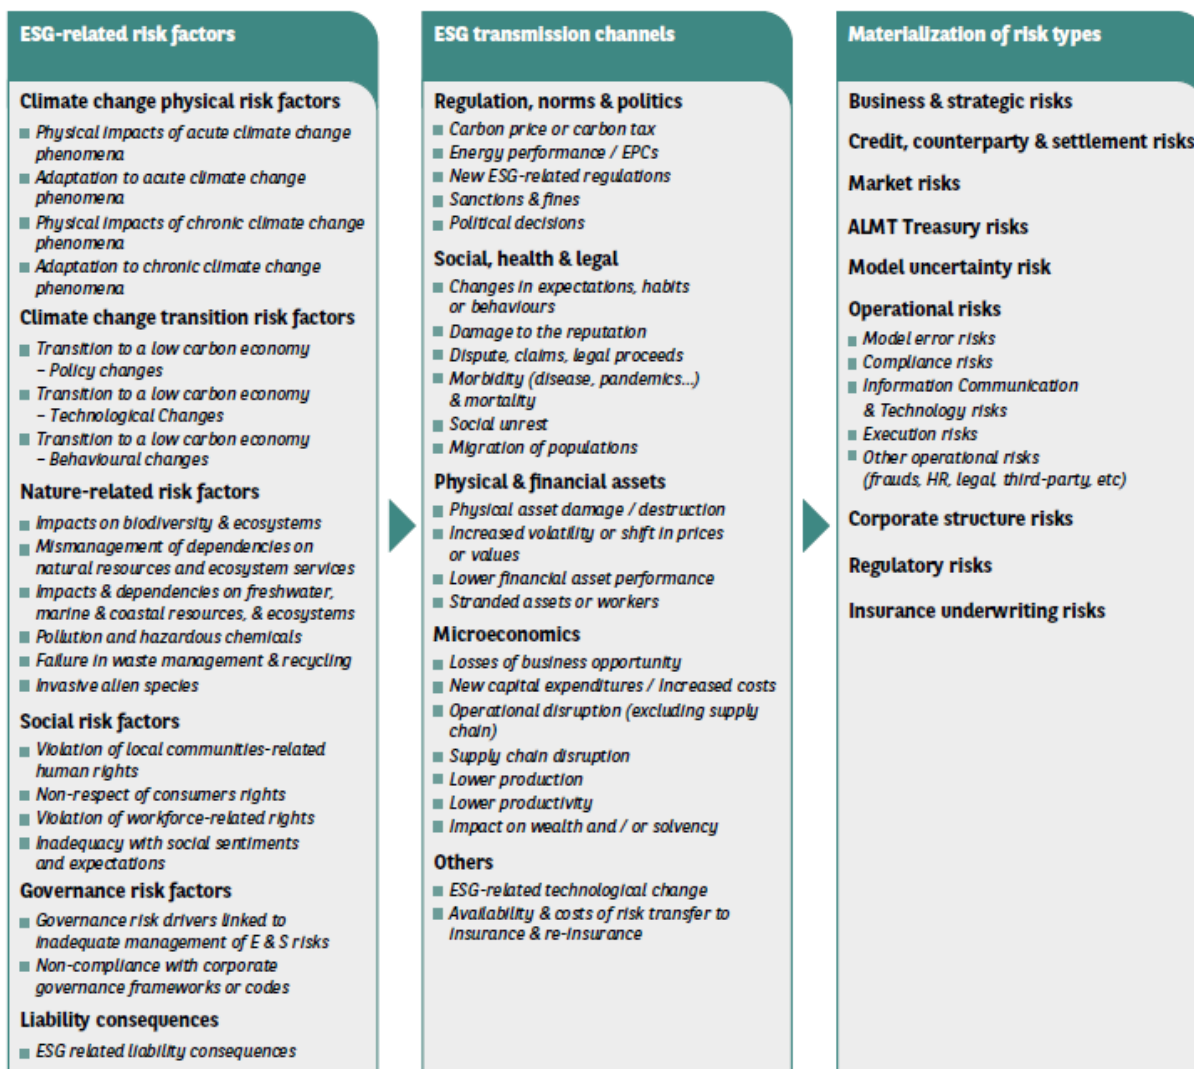 ESG-related risk factors
Climate change physical risk factors
Physical impacts of acute climate change
phenomena
Adaptation to acute climate change
phenomena
Physical impacts of chronic climate change
phenomena
Adaptation to chronic climate change
phenomena
Climate change transition risk factors
Transition to a low carbon economy
– Policy changes
Transition to a low carbon economy
– Technological Changes
Transition to a low carbon economy
– Behavioural changes
Nature-related risk factors
Impacts on biodiversity & ecosystems
Mismanagement of dependencies on
natural resources and ecosystem services
Impacts & dependencies on freshwater,
marine & coastal resources, & ecosystems
Pollution and hazardous chemicals
Failure in waste management & recycling
Invasive alien species
Social risk factors
Violation of local communities-related
human rights
Non-respect of consumers rights
Violation of workforce-related rights
Inadequacy with social sentiments
and expectations
Governance risk factors
Governance risk drivers linked to
inadequate management of E & S risks
Non-compliance with corporate
governance frameworks or codes
Liability consequences
ESG related liability consequences
ESG transmission channels
Regulation, norms & politics
Carbon price or carbon tax
Energy performance / EPCs
New ESG-related regulations
Sanctions & fines
Political decisions
Social, health & legal
Changes in expectations, habits
or behaviours
Damage to the reputation
Dispute, claims, legal proceeds
Morbidity (disease, pandemics...)
& mortality
Social unrest
Migration of populations
Physical & financial assets
Physical asset damage / destruction
Increased volatility or shift in prices
or values
Lower financial asset performance
Stranded assets or workers
Microeconomics
Losses of business opportunity
New capital expenditures / Increased costs
Operational disruption (excluding supply
chain)
Supply chain disruption
Lower production
Lower productivity
Impact on wealth and / or solvency
Others
ESG-related technological change
Availability & costs of risk transfer to
insurance & re-insurance
Materialization of risk types
Business & strategic risks
Credit, counterparty & settlement risks
Market risks
ALMT Treasury risks
Model uncertainty risk
Operational risks
Model error risks
Compliance risks
Information Communication
& Technology risks
Execution risks
Other operational risks
(frauds, HR, legal, third-party, etc)
Corporate structure risks
Regulatory risks
Insurance underwriting risks